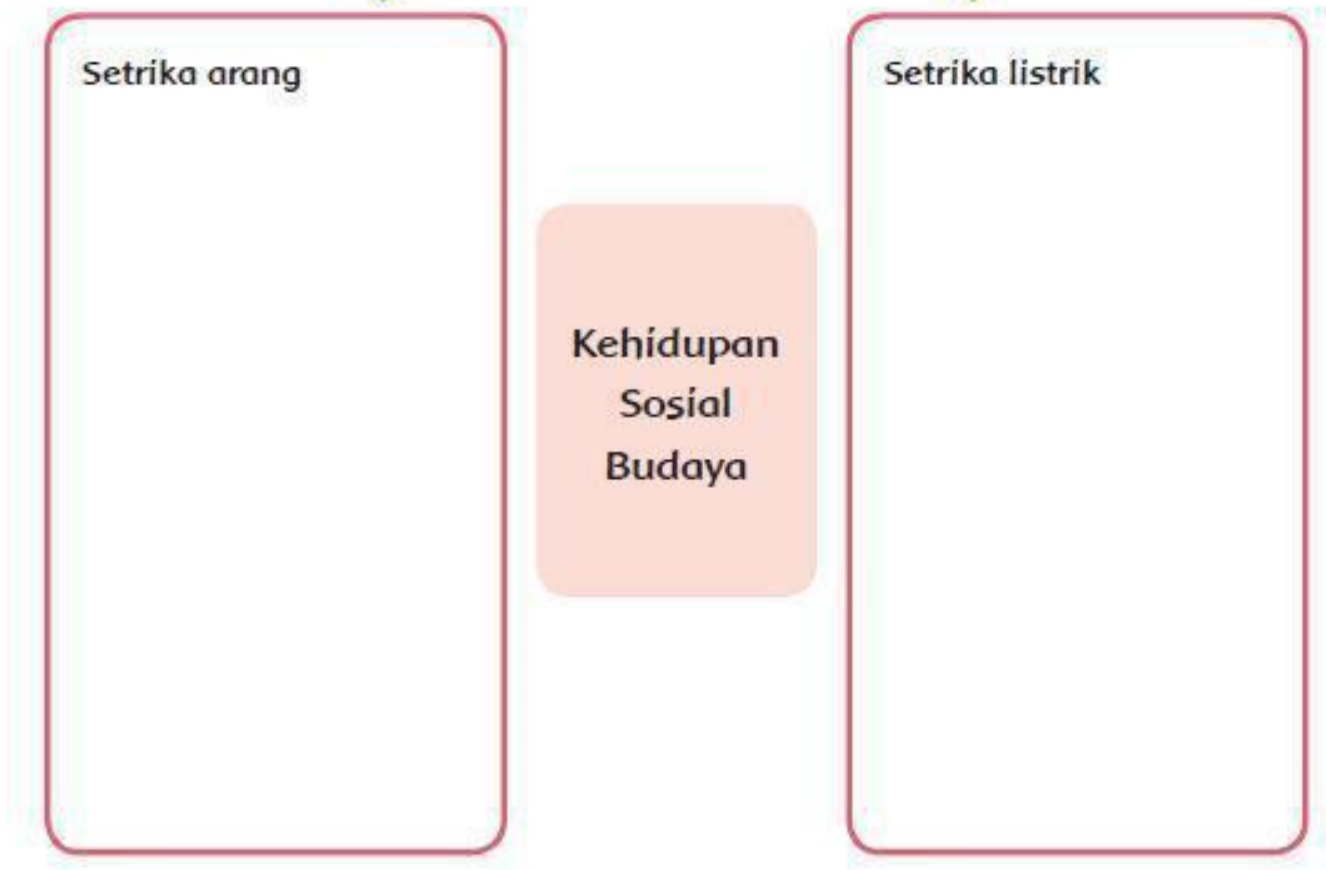 Setrika arang
Kehidupan
Sosial
Budaya
Setrika listrik